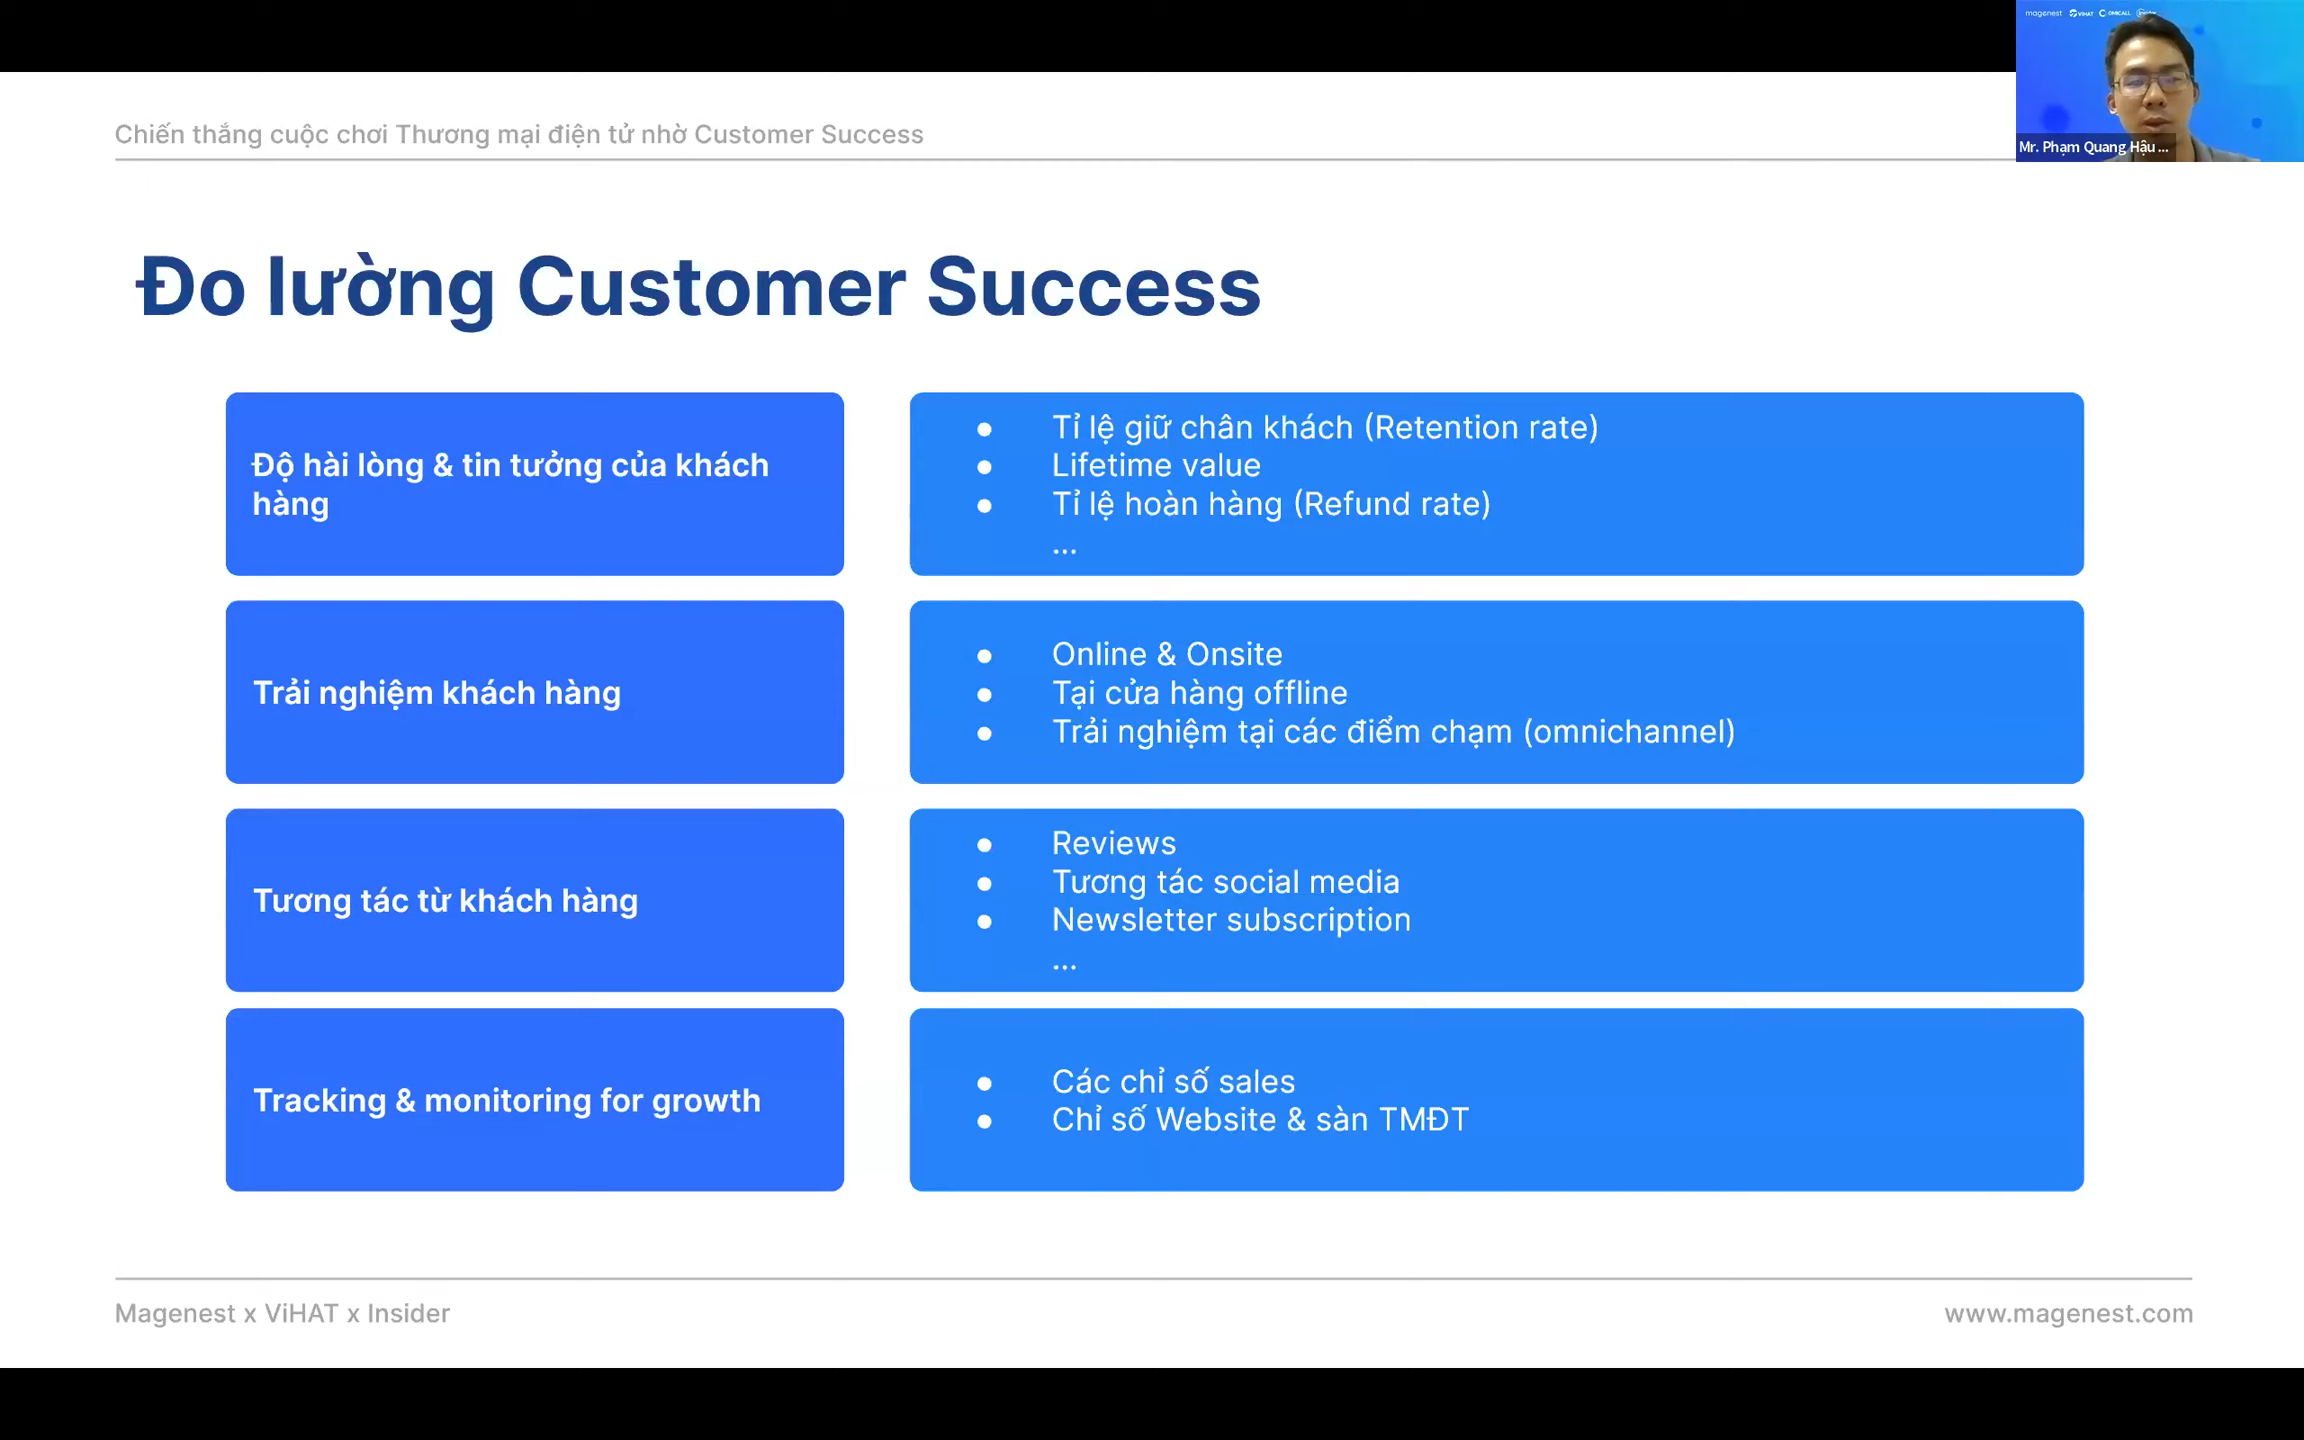 magenest ViHAT OMICALL
Mr. Phạm Quang Hậu ...
Chiến thắng cuộc chơi Thương mại điện tử nhờ Customer Success
Đo lường Customer Success
Độ hài lòng & tin tưởng của khách
hàng
● Tỉ lệ giữ chân khách (Retention rate)
● Lifetime value
● Tỉ lệ hoàn hàng (Refund rate)
...
Trải nghiệm khách hàng
● Online & Onsite
● Tại cửa hàng offline
● Trải nghiệm tại các điểm chạm (omnichannel)
Tương tác từ khách hàng
● Reviews
● Tương tác social media
● Newsletter subscription
...
Tracking & monitoring for growth
● Các chỉ số sales
● Chỉ số Website & sàn TMĐT
Magenest x ViHAT x Insider
www.magenest.com